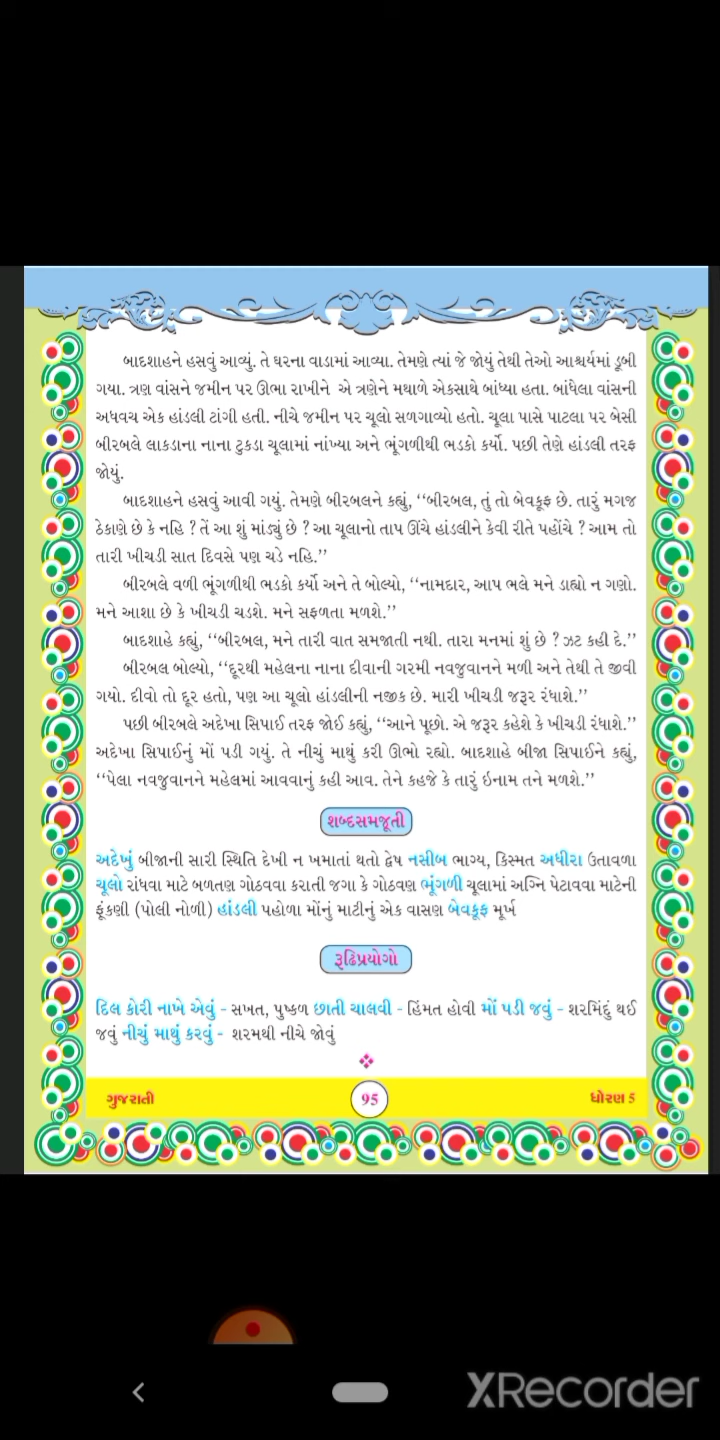 બાદશાહને હસવું આવ્યું. તે ઘરના વાડામાં આવ્યા. તેમણે ત્યાં જે જોયું તેથી તેઓ આશ્ચર્યમાં ડૂબી
ગયા. ત્રણ વાંસને જમીન પર ઊભા રાખીને એ ત્રણેને મથાળે એકસાથે બાંધ્યા હતા. બાંધેલા વાંસની
અધવચ એક હાંડલી ટાંગી હતી. નીચે જમીન પર ચૂલો સળગાવ્યો હતો. ચૂલા પાસે પાટલા પર બેસી
બીરબલે લાકડાના નાના ટુકડા ચૂલામાં નાંખ્યા અને ભૂંગળીથી ભડકો કર્યો. પછી તેણે હાંડલી તરફ
જોયું.
બાદશાહને હસવું આવી ગયું. તેમણે બીરબલને કહ્યું, “બીરબલ, તું તો બેવકૂફ છે. તારું મગજ
ઠેકાણે છે કે નહિ ? તેં આ શું માંડ્યું છે ? આ ચૂલાનો તાપ ઊંચે હાંડલીને કેવી રીતે પહોંચે ? આમ તો
તારી ખીચડી સાત દિવસે પણ ચડે નહિ.”
બીરબલે વળી ભૂંગળીથી ભડકો કર્યો અને તે બોલ્યો, “નામદાર, આપ ભલે મને ડાહ્યો ન ગણો.
મને આશા છે કે ખીચડી ચડશે. મને સફળતા મળશે.”
બાદશાહે કહ્યું, “બીરબલ, મને તારી વાત સમજાતી નથી. તારા મનમાં શું છે ? ઝટ કહી દે.”
બીરબલ બોલ્યો, “દૂરથી મહેલના નાના દીવાની ગરમી નવજુવાનને મળી અને તેથી તે જીવી
ગયો. દીવો તો દૂર હતો, પણ આ ચૂલો હાંડલીની નજીક છે. મારી ખીચડી જરૂર રંધાશે.”
પછી બીરબલે અદેખા સિપાઈ તરફ જોઈ કહ્યું, “આને પૂછો. એ જરૂર કહેશે કે ખીચડી રંધાશે.”
અદેખા સિપાઈનું મોં પડી ગયું. તે નીચું માથું કરી ઊભો રહ્યો. બાદશાહે બીજા સિપાઈને કહ્યું,
“પેલા નવજુવાનને મહેલમાં આવવાનું કહી આવ. તેને કહજે કે તારું ઇનામ તને મળશે.”
શબ્દસમજૂતી
અદેખું બીજાની સારી સ્થિતિ દેખી ન ખમાતાં થતો દ્વેષ નસીબ ભાગ્ય, કિસ્મત અધીરા ઉતાવળા
ચૂલો રાંધવા માટે બળતણ ગોઠવવા કરાતી જગા કે ગોઠવણ ભૂંગળી ચૂલામાં અગ્નિ પેટાવવા માટેની
ફૂંકણી (પોલી નોળી) હાંડલી પહોળા મોંનું માટીનું એક વાસણ બેવકૂફ મૂર્ખ
રૂઢિપ્રયોગો
દિલ કોરી નાખે એવું - સખત, પુષ્કળ છાતી ચાલવી - હિંમત હોવી મોં પડી જવું - શરમિંદું થઈ
જવું નીચું માથું કરવું - શરમથી નીચે જોવું
ગુજરાતી
95
ધોરણ 5
XRecorder